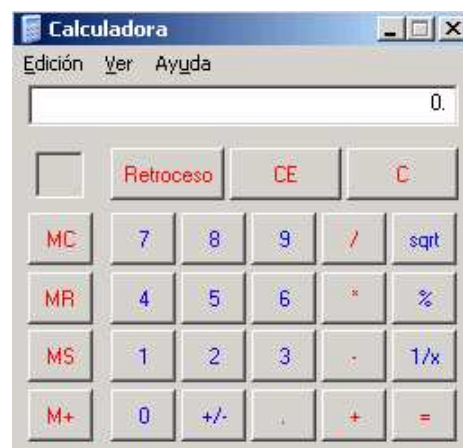 Calculadora
Edición Ver Ayuda
0.
Retroceso CE C
MC 7 8 9 / sqrt
MR 4 5 6 * %
MS 1 2 3 - 1/x
M+ 0 +/- . + =